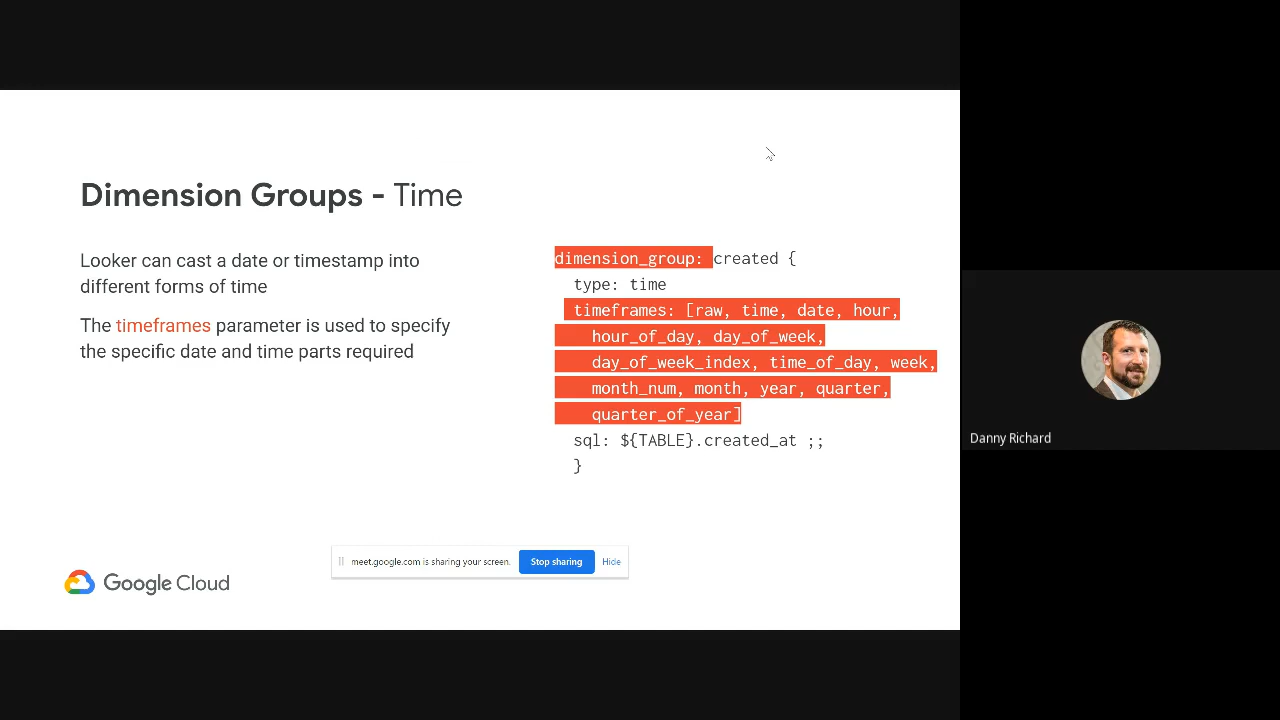 Dimension Groups - Time
Looker can cast a date or timestamp into
different forms of time
The timeframes parameter is used to specify
the specific date and time parts required
dimension_group: created {
type: time
timeframes: [raw, time, date, hour,
hour_of_day, day_of_week,
day_of_week_index, time_of_day, week,
month_num, month, year, quarter,
quarter_of_year]
sql: ${TABLE}.created_at ;;
}
meet.google.com is sharing your screen. Stop sharing Hide
Google Cloud
Danny Richard